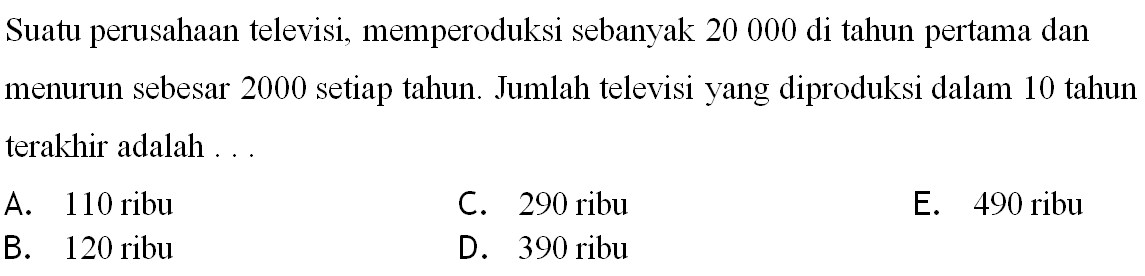 Suatu perusahaan televisi, memperoduksi sebanyak 20 000 di tahun pertama dan
menurun sebesar 2000 setiap tahun. Jumlah televisi yang diproduksi dalam 10 tahun
terakhir adalah . . .
A. 110 ribu C. 290 ribu E. 490 ribu
B. 120 ribu D. 390 ribu